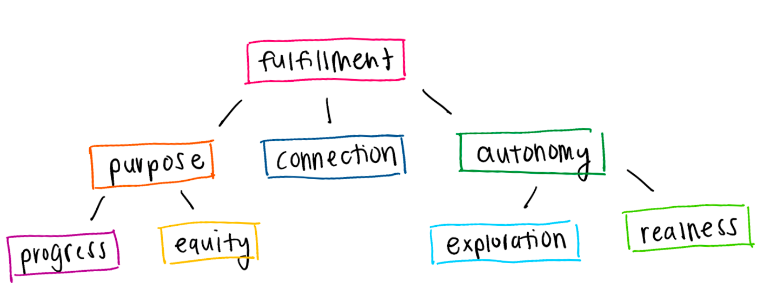 fulfillment
purpose
connection
autonomy
progress
equity
exploration
realness